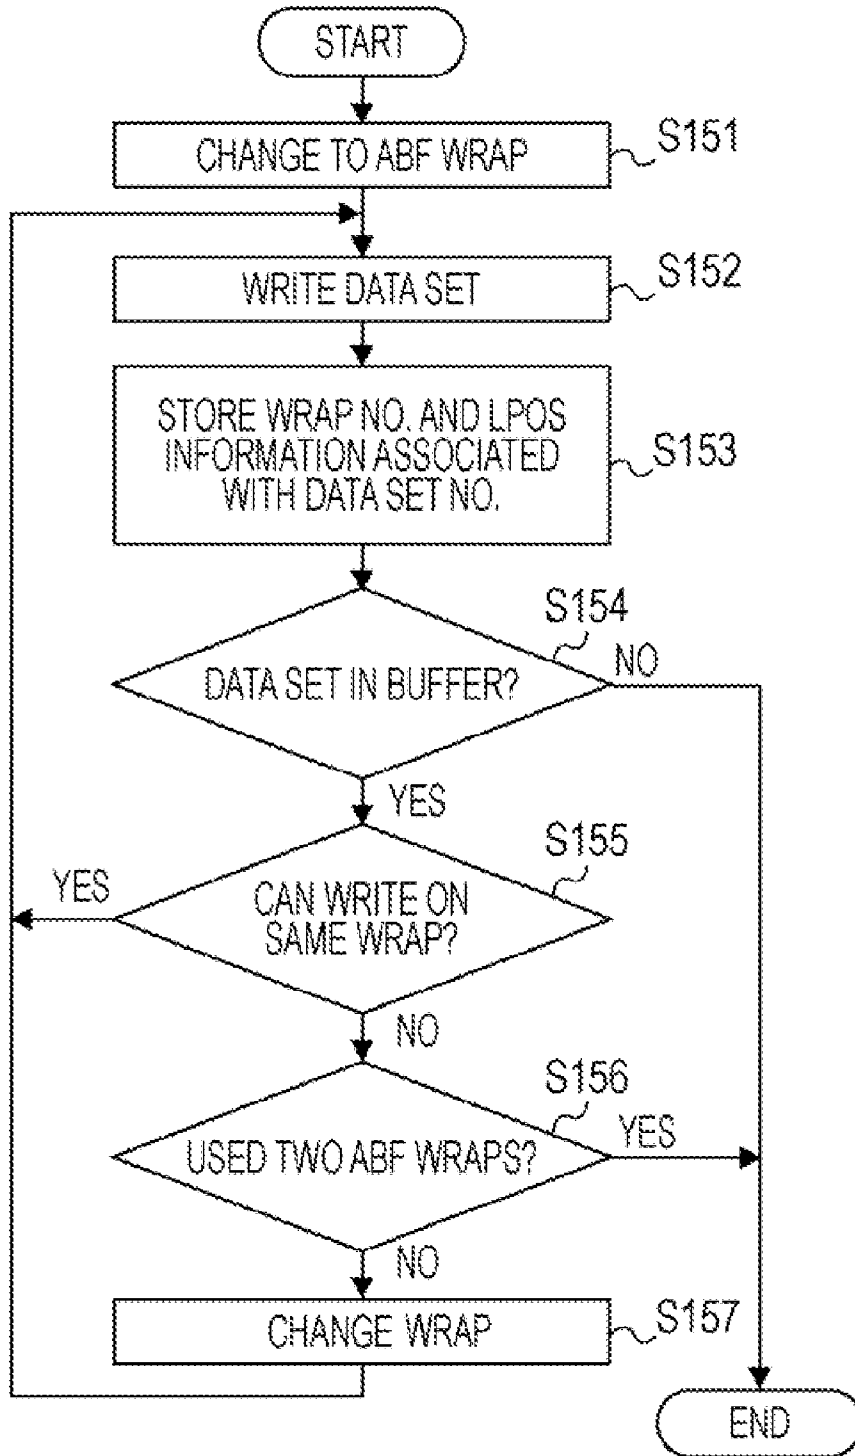 START
CHANGE TO ABF WRAP
S151
WRITE DATA SET
S152
STORE WRAP NO. AND LPOS
INFORMATION ASSOCIATED
WITH DATA SET NO.
S153
DATA SET IN BUFFER?
S154
NO
YES
CAN WRITE ON
SAME WRAP?
S155
YES
NO
USED TWO ABF WRAPS?
S156
YES
NO
CHANGE WRAP
S157
END